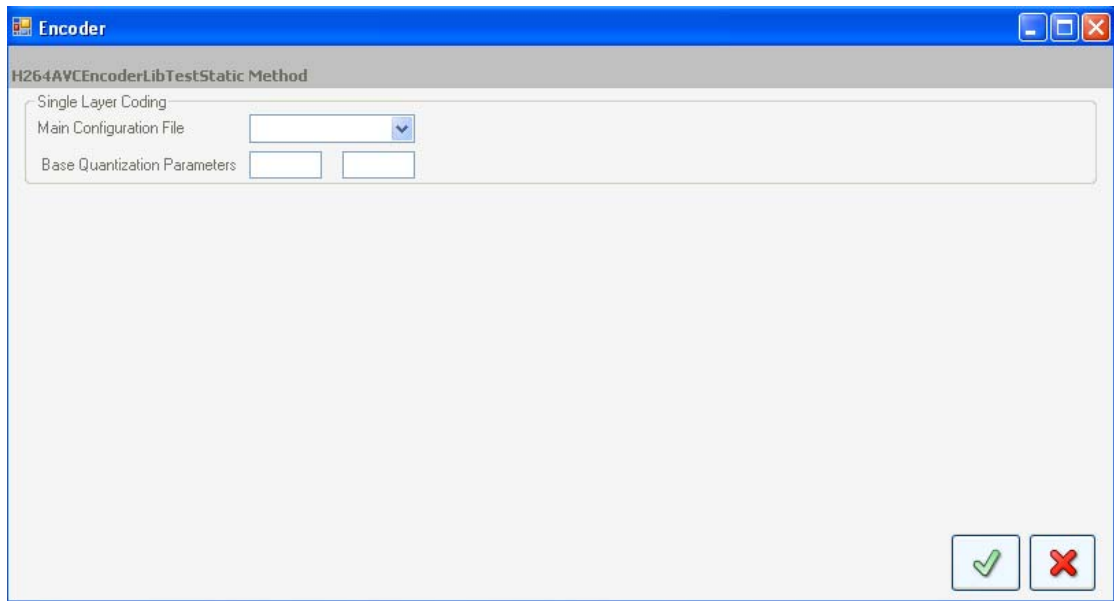 Encoder
H264AVCEncoderLibTestStatic Method
Single Layer Coding
Main Configuration File
Base Quantization Parameters